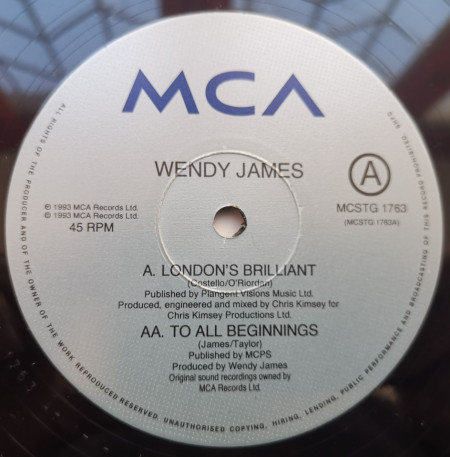 MCA
WENDY JAMES
A
℗ 1993 MCA Records Ltd.
© 1993 MCA Records Ltd.
45 RPM
MCSTG 1763
(MCSTG 1763A)
A. LONDON'S BRILLIANT
(Costello/O'Riordan)
Published by Plangent Visions Music Ltd.
Produced, engineered and mixed by Chris Kimsey for
Chris Kimsey Productions Ltd.
AA. TO ALL BEGINNINGS
(James/Taylor)
Published by MCPS
Produced by Wendy James
Original sound recordings owned by
MCA Records Ltd.
ALL RIGHTS OF THE PRODUCER AND OF THE OWNER OF THE WORK REPRODUCED RESERVED. UNAUTHORISED COPYING, HIRING, LENDING, PUBLIC PERFORMANCE AND BROADCASTING OF THIS RECORD PROHIBITED.